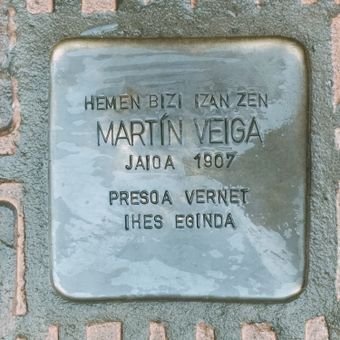 HEMEN BIZI IZAN ZEN
MARTÍN VEIGA
JAIOA 1907
PRESOA VERNET
IHES EGINDA